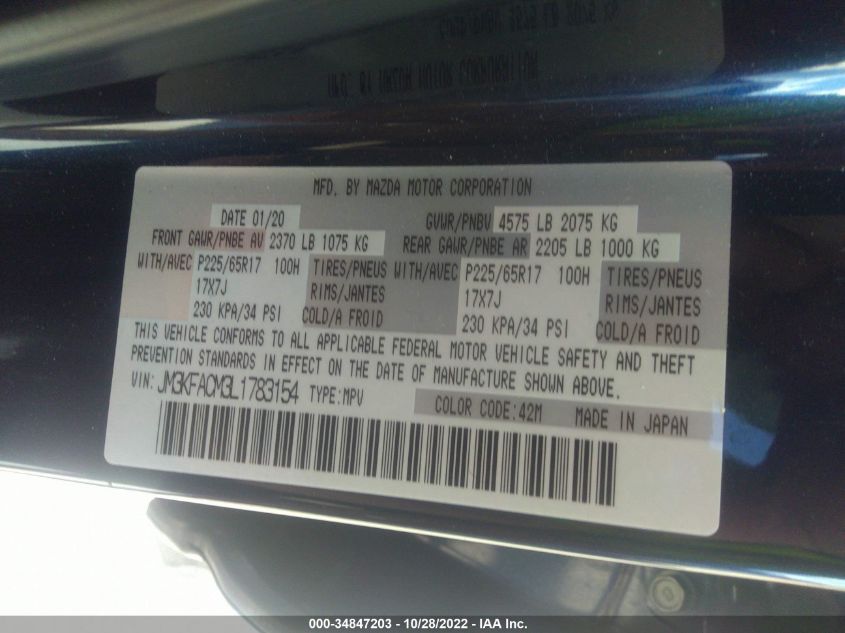 MFD. BY MAZDA MOTOR CORPORATION
DATE 01/20 GVWR/PNBV 4575 LB 2075 KG
FRONT GAWR/PNBE AV 2370 LB 1075 KG REAR GAWR/PNBE AR 2205 LB 1000 KG
WITH/AVEC P225/65R17 100H TIRES/PNEUS WITH/AVEC P225/65R17 100H TIRES/PNEUS
17X7J RIMS/JANTES 17X7J RIMS/JANTES
230 KPA/34 PSI COLD/A FROID 230 KPA/34 PSI COLD/A FROID
THIS VEHICLE CONFORMS TO ALL APPLICABLE FEDERAL MOTOR VEHICLE SAFETY AND THEFT
PREVENTION STANDARDS IN EFFECT ON THE DATE OF MANUFACTURE SHOWN ABOVE.
VIN: JM3KFACM3L1783154 TYPE:MPV
COLOR CODE:42M MADE IN JAPAN
000-34847203 - 10/28/2022 - IAA Inc.